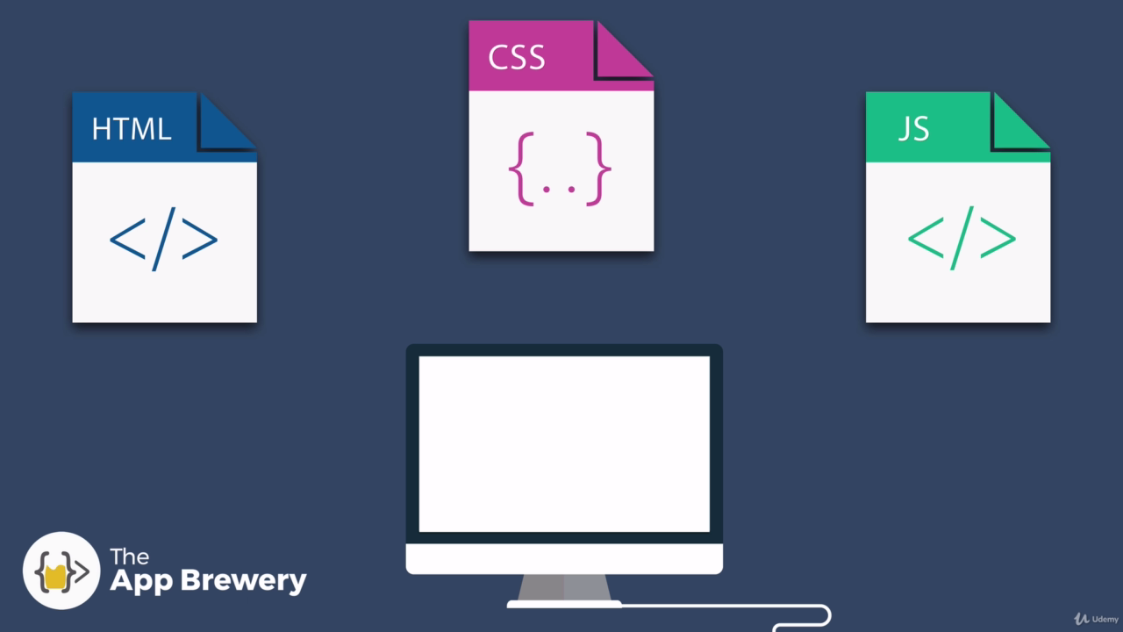 CSS
HTML
JS
</>
{..}
</>
The
App Brewery
Udemy